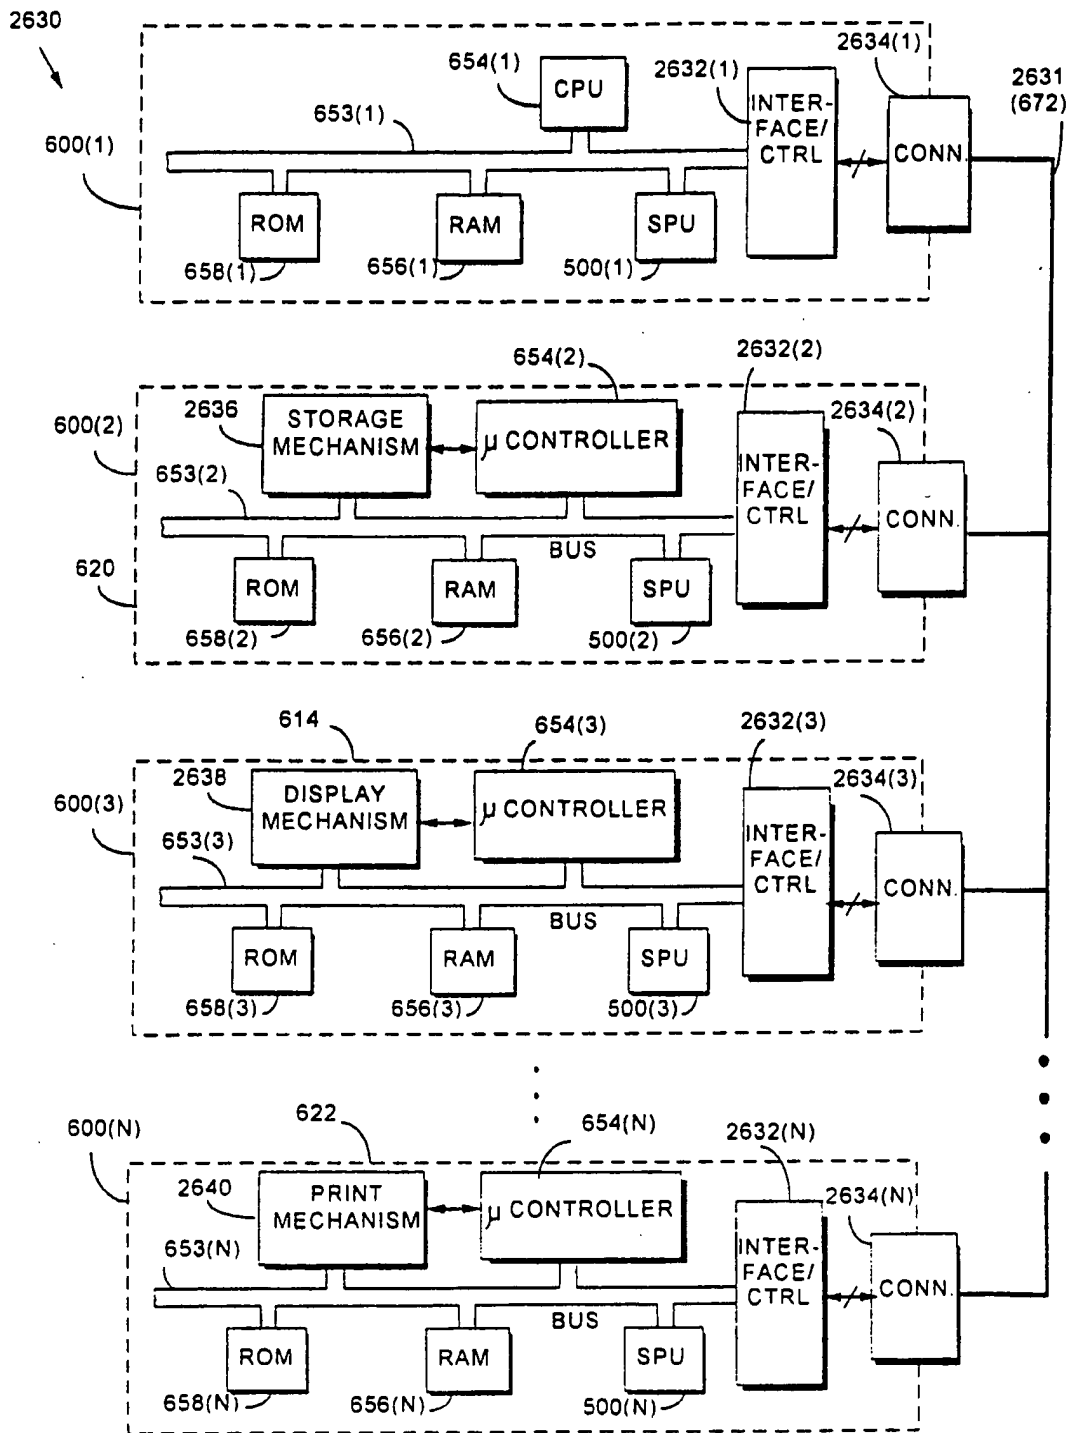 2630
600(1)
653(1)
654(1)
CPU
2632(1)
INTER-
FACE/
CTRL
2634(1)
CONN.
2631
(672)
ROM
658(1)
RAM
656(1)
SPU
500(1)
600(2)
2636
STORAGE
MECHANISM
654(2)
μ CONTROLLER
2632(2)
INTER-
FACE/
CTRL
2634(2)
CONN.
653(2)
BUS
620
ROM
658(2)
RAM
656(2)
SPU
500(2)
614
600(3)
2638
DISPLAY
MECHANISM
654(3)
μ CONTROLLER
2632(3)
INTER-
FACE/
CTRL
2634(3)
CONN.
653(3)
BUS
ROM
658(3)
RAM
656(3)
SPU
500(3)
622
600(N)
2640
PRINT
MECHANISM
654(N)
μ CONTROLLER
2632(N)
INTER-
FACE/
CTRL
2634(N)
CONN.
653(N)
BUS
ROM
658(N)
RAM
656(N)
SPU
500(N)